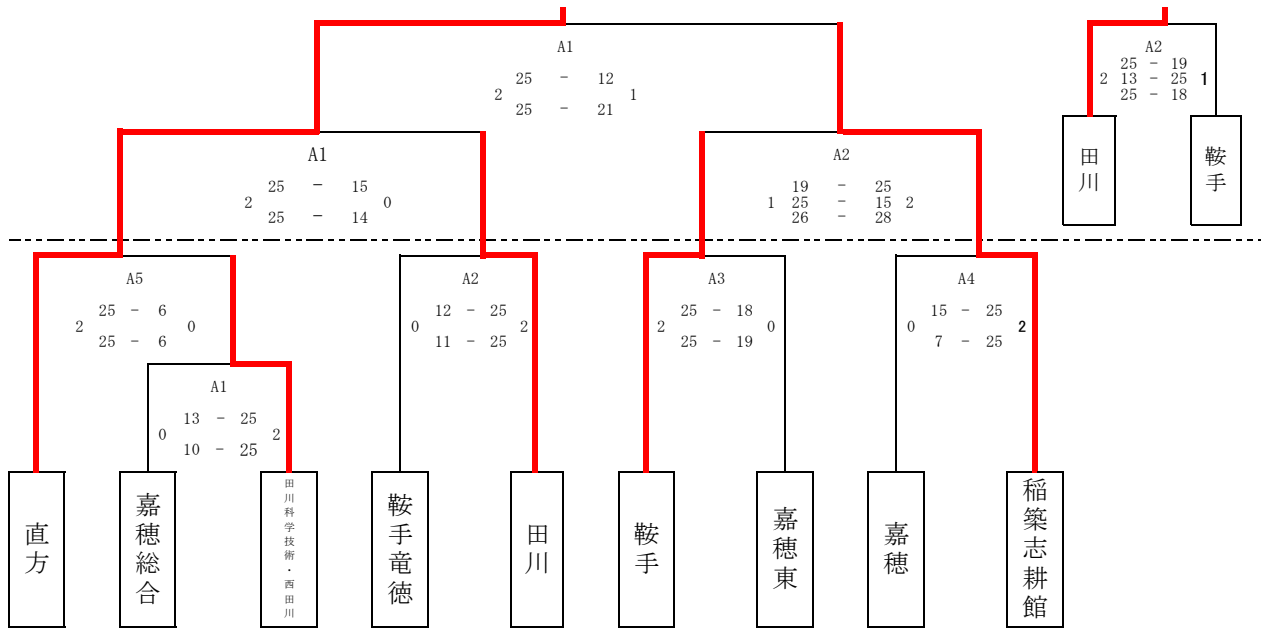 A1
25 － 12
2 1
25 － 21
A2
25 － 19
2 13 － 25 1
25 － 18
田川
鞍手
A1
25 － 15
2 0
25 － 14
A2
19 － 25
1 25 － 15 2
26 － 28
A5
25 － 6
2 0
25 － 6
A2
12 － 25
0 2
11 － 25
A3
25 － 18
2 0
25 － 19
A4
15 － 25
0 2
7 － 25
A1
13 － 25
0 2
10 － 25
直方
嘉穂総合
田川科学技術・西田川
鞍手竜徳
田川
鞍手
嘉穂東
嘉穂
稲築志耕館